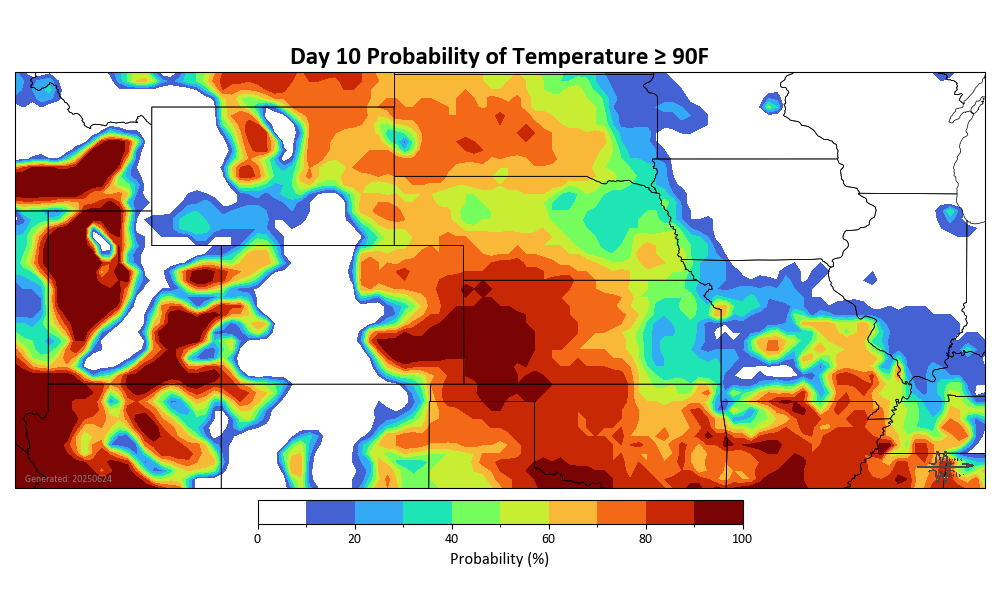 Day 10 Probability of Temperature ≥ 90F
Generated: 20250624
0 20 40 60 80 100
Probability (%)